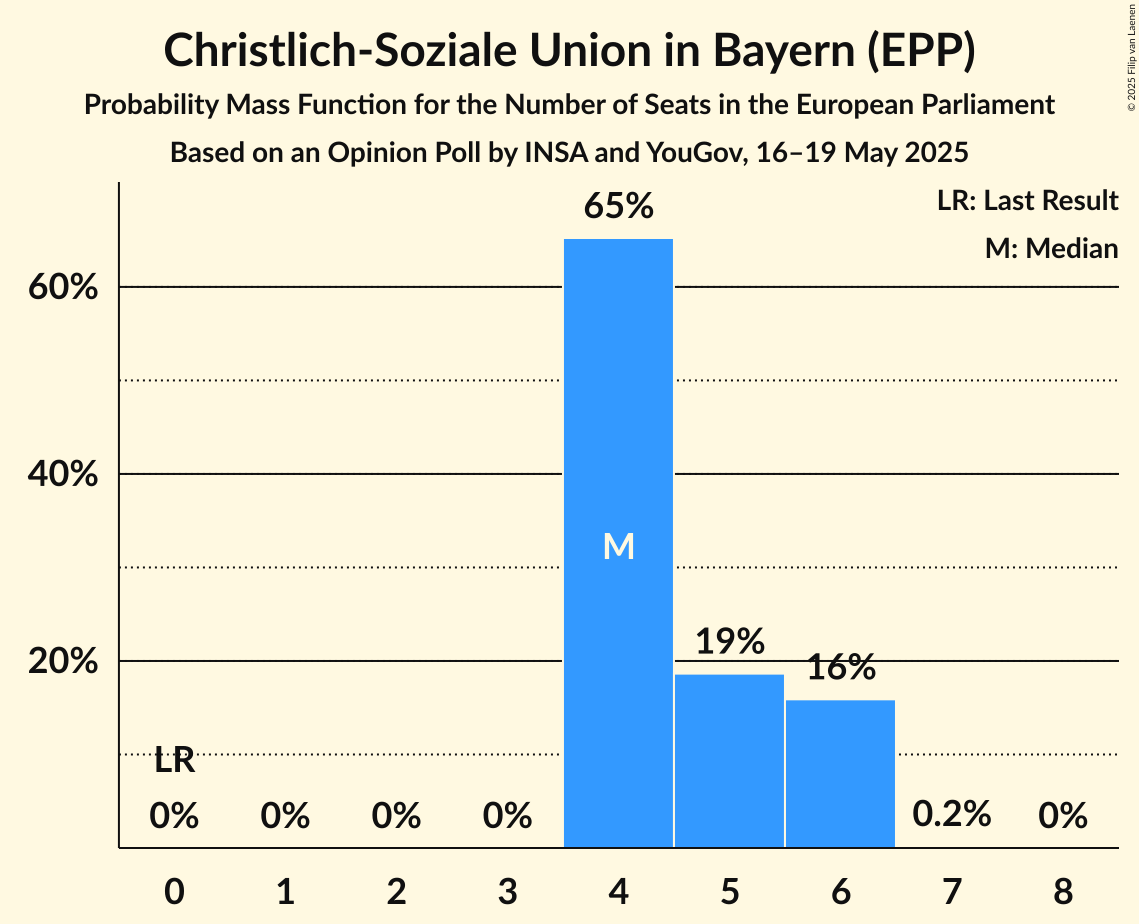 Christlich-Soziale Union in Bayern (EPP)
Probability Mass Function for the Number of Seats in the European Parliament
Based on an Opinion Poll by INSA and YouGov, 16–19 May 2025
© 2025 Filip van Laenen
LR: Last Result
M: Median
60%
40%
20%
65%
M
19%
16%
LR
0%
0%
0%
0%
0.2%
0%
0
1
2
3
4
5
6
7
8